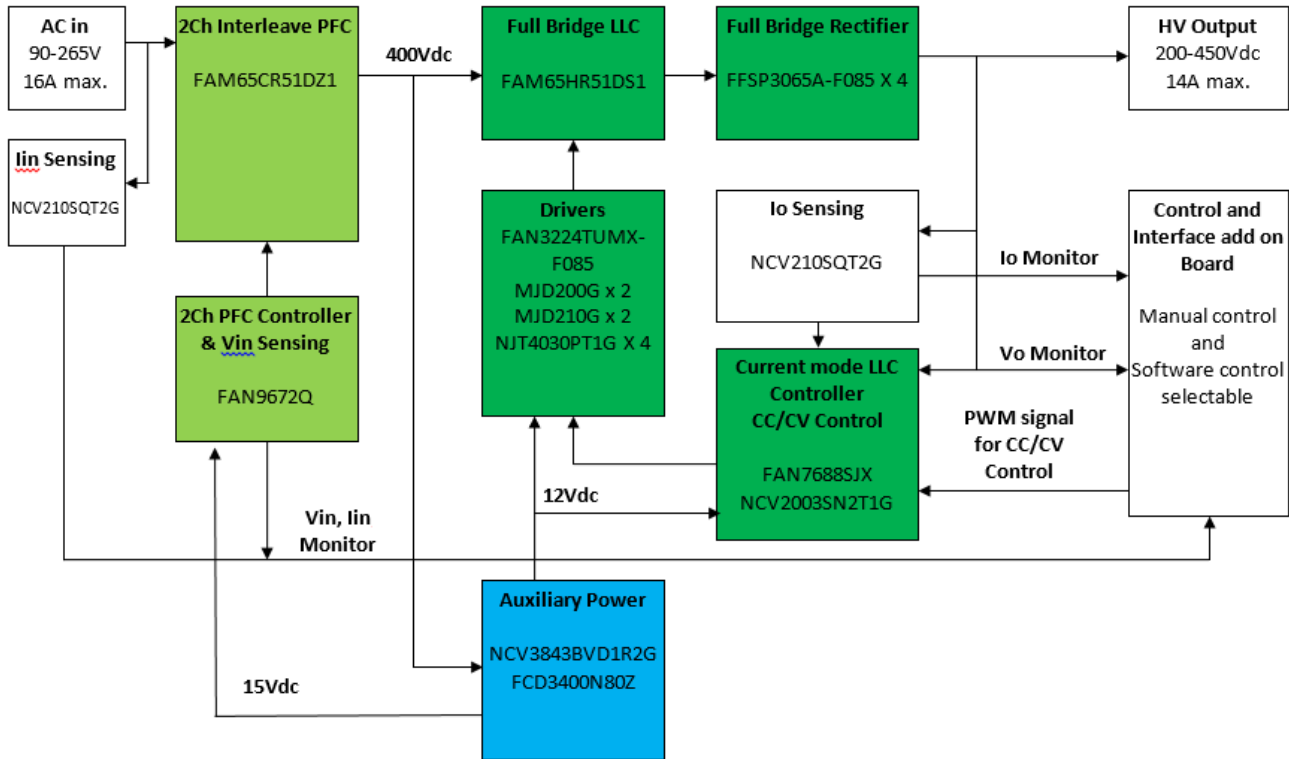 AC in
90-265V
16A max.
2Ch Interleave PFC
FAM65CR51DZ1
400Vdc
Full Bridge LLC
FAM65HR51DS1
Full Bridge Rectifier
FFSP3065A-F085 X 4
HV Output
200-450Vdc
14A max.
Iin Sensing
NCV210SQT2G
Drivers
FAN3224TUMX-
F085
MJD200G x 2
MJD210G x 2
NJT4030PT1G X 4
Io Sensing
NCV210SQT2G
Io Monitor
Control and
Interface add on
Board
Manual control
and
Software control
selectable
2Ch PFC Controller
& Vin Sensing
FAN9672Q
Current mode LLC
Controller
CC/CV Control
FAN7688SJX
NCV2003SN2T1G
Vo Monitor
PWM signal
for CC/CV
Control
12Vdc
Vin, Iin
Monitor
Auxiliary Power
NCV3843BVD1R2G
FCD3400N80Z
15Vdc